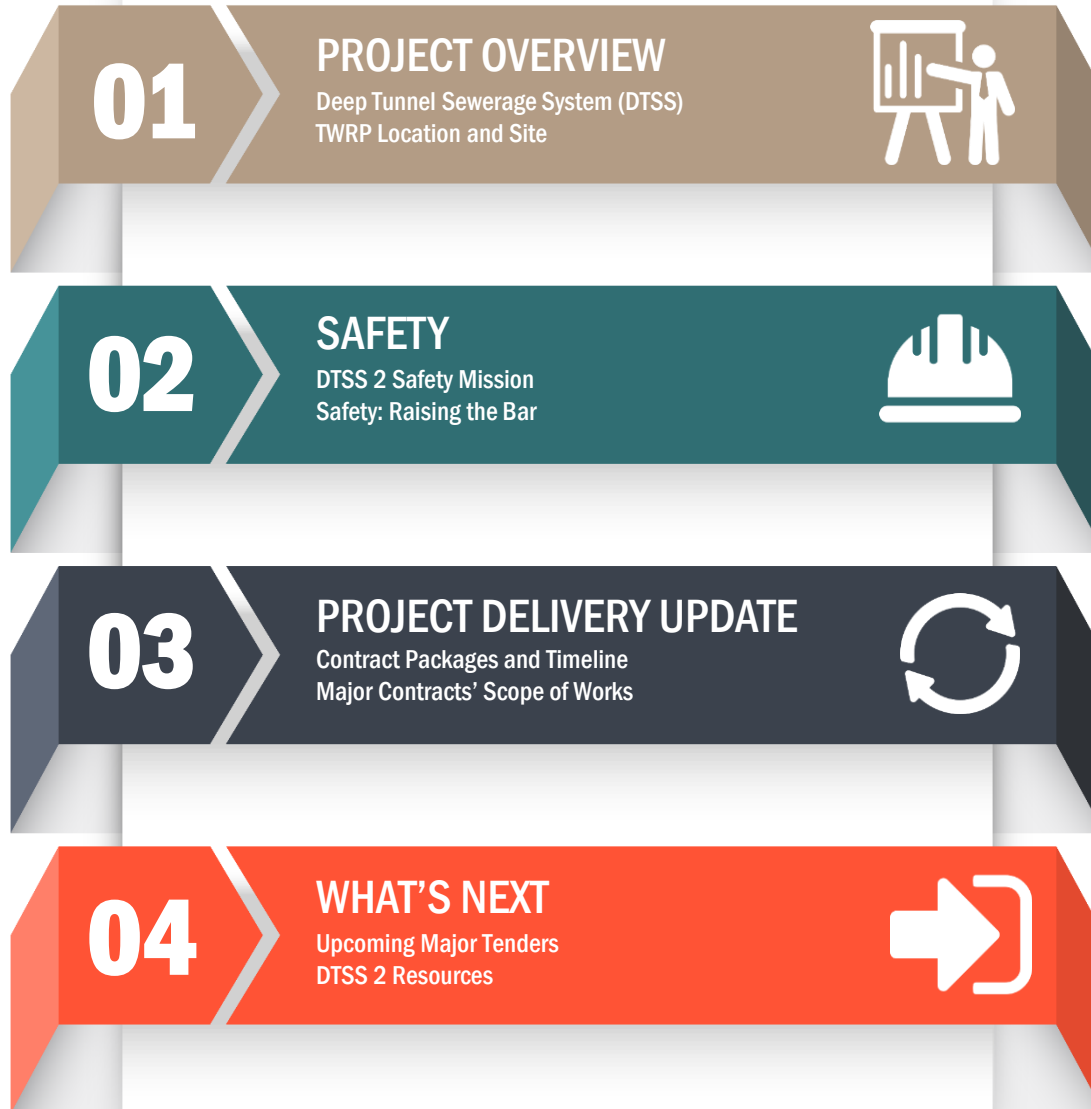 01
PROJECT OVERVIEW
Deep Tunnel Sewerage System (DTSS)
TWRP Location and Site
02
SAFETY
DTSS 2 Safety Mission
Safety: Raising the Bar
03
PROJECT DELIVERY UPDATE
Contract Packages and Timeline
Major Contracts’ Scope of Works
04
WHAT’S NEXT
Upcoming Major Tenders
DTSS 2 Resources